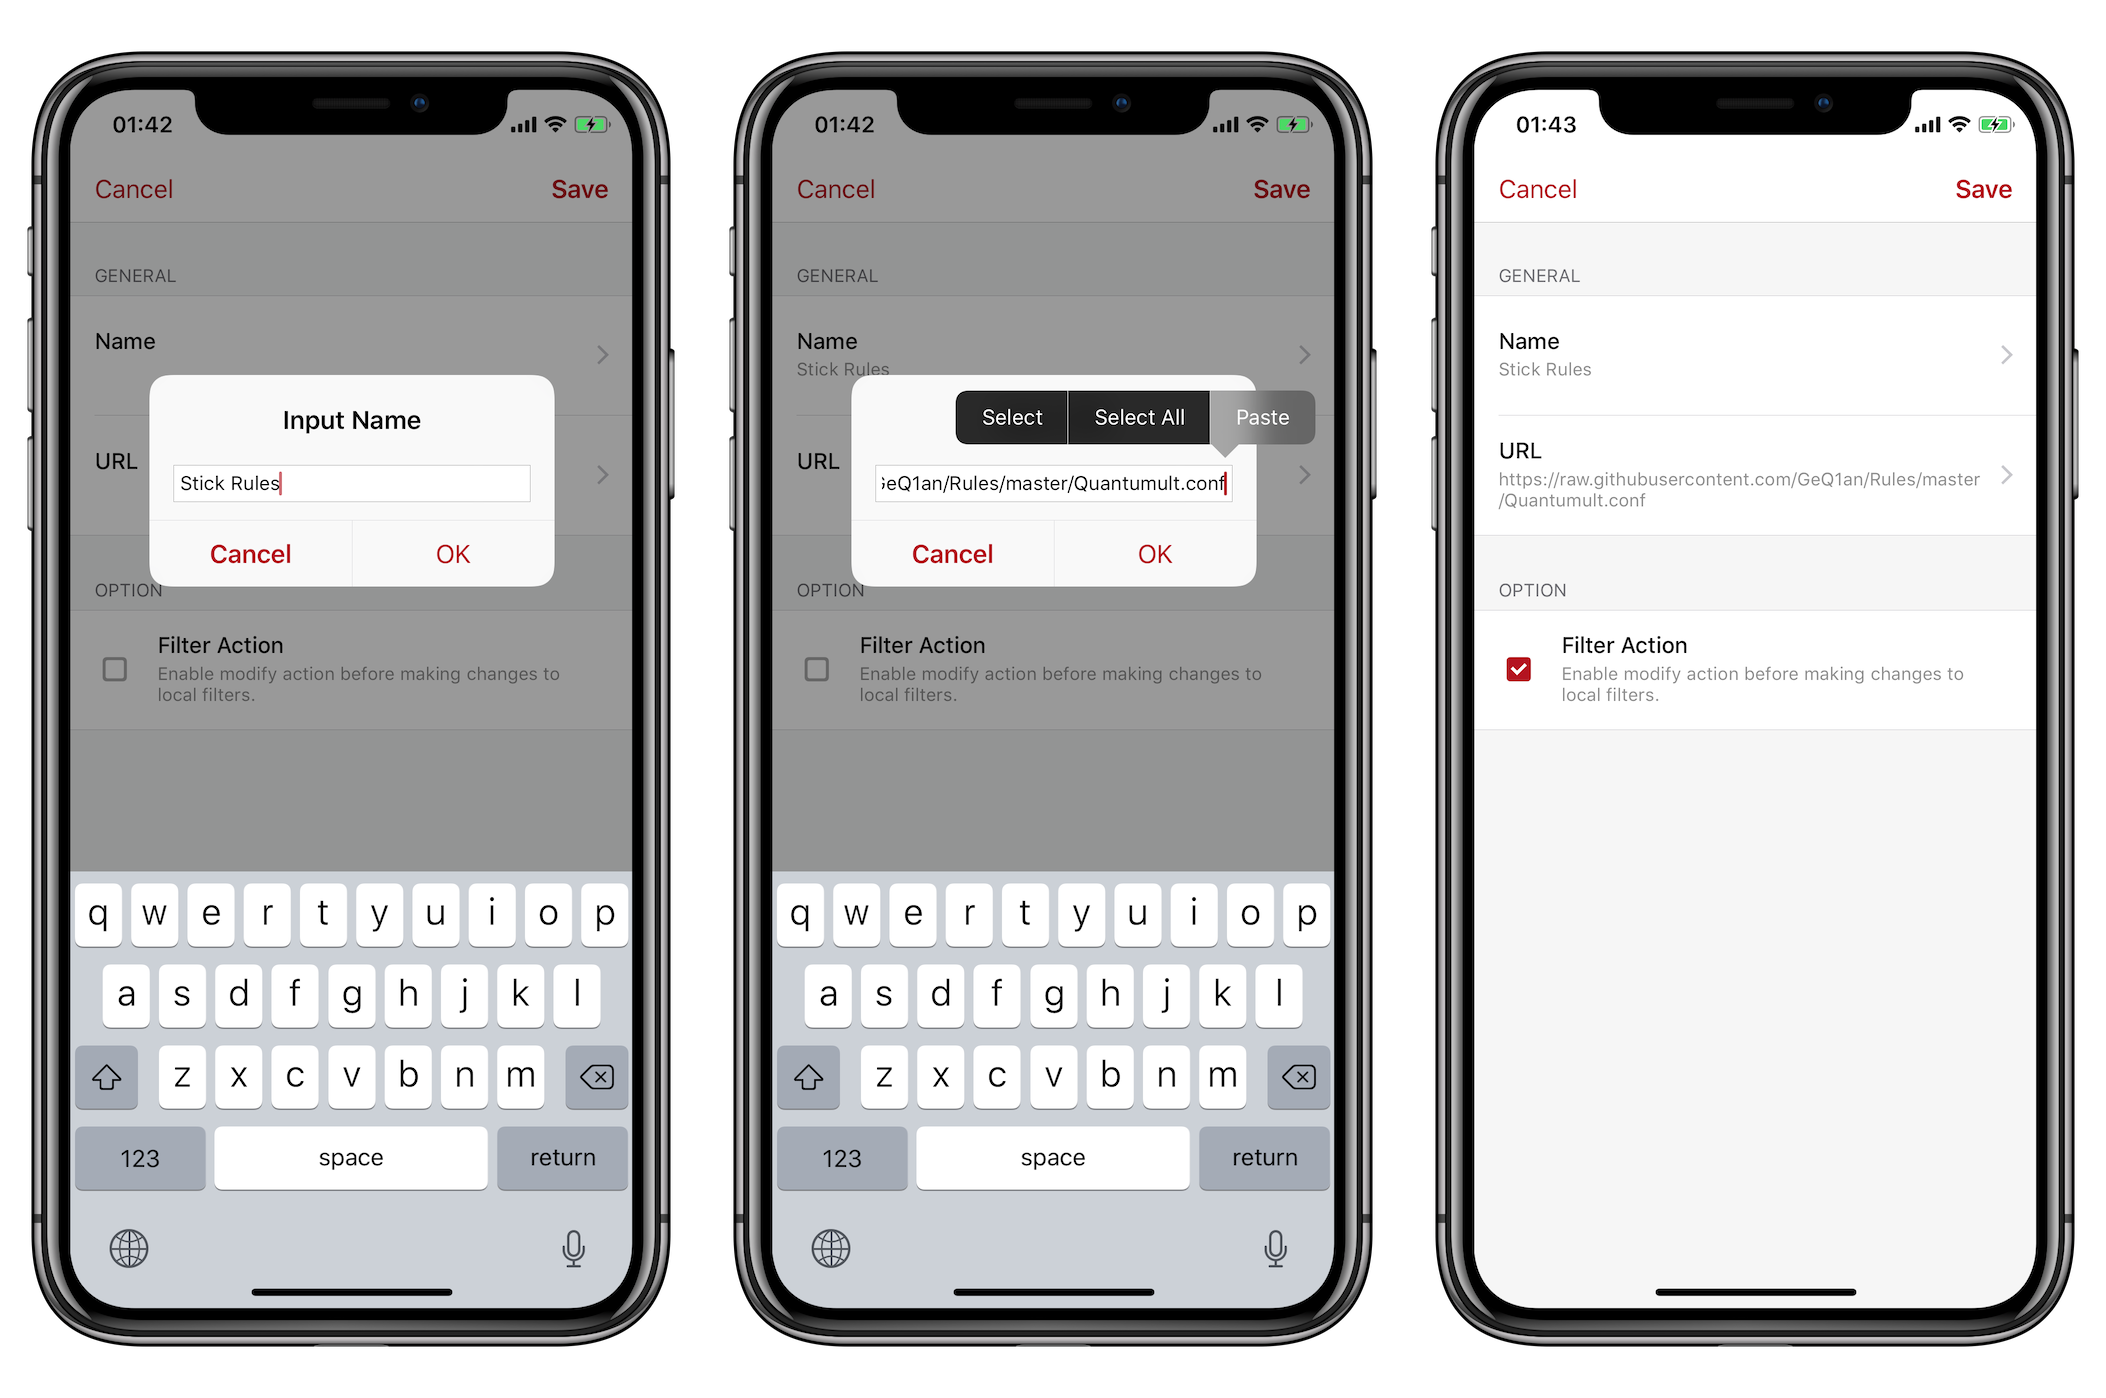 01:42
Cancel
Save
GENERAL
Name
Input Name
URL
Stick Rules
Cancel
OK
OPTION
Filter Action
Enable modify action before making changes to
local filters.
q w e r t y u i o p
a s d f g h j k l
z x c v b n m
123
space
return
01:42
Cancel
Save
GENERAL
Name
Stick Rules
Select
Select All
Paste
URL
GeQ1an/Rules/master/Quantumult.conf
Cancel
OK
OPTION
Filter Action
Enable modify action before making changes to
local filters.
q w e r t y u i o p
a s d f g h j k l
z x c v b n m
123
space
return
01:43
Cancel
Save
GENERAL
Name
Stick Rules
URL
https://raw.githubusercontent.com/GeQ1an/Rules/master
/Quantumult.conf
OPTION
Filter Action
Enable modify action before making changes to
local filters.